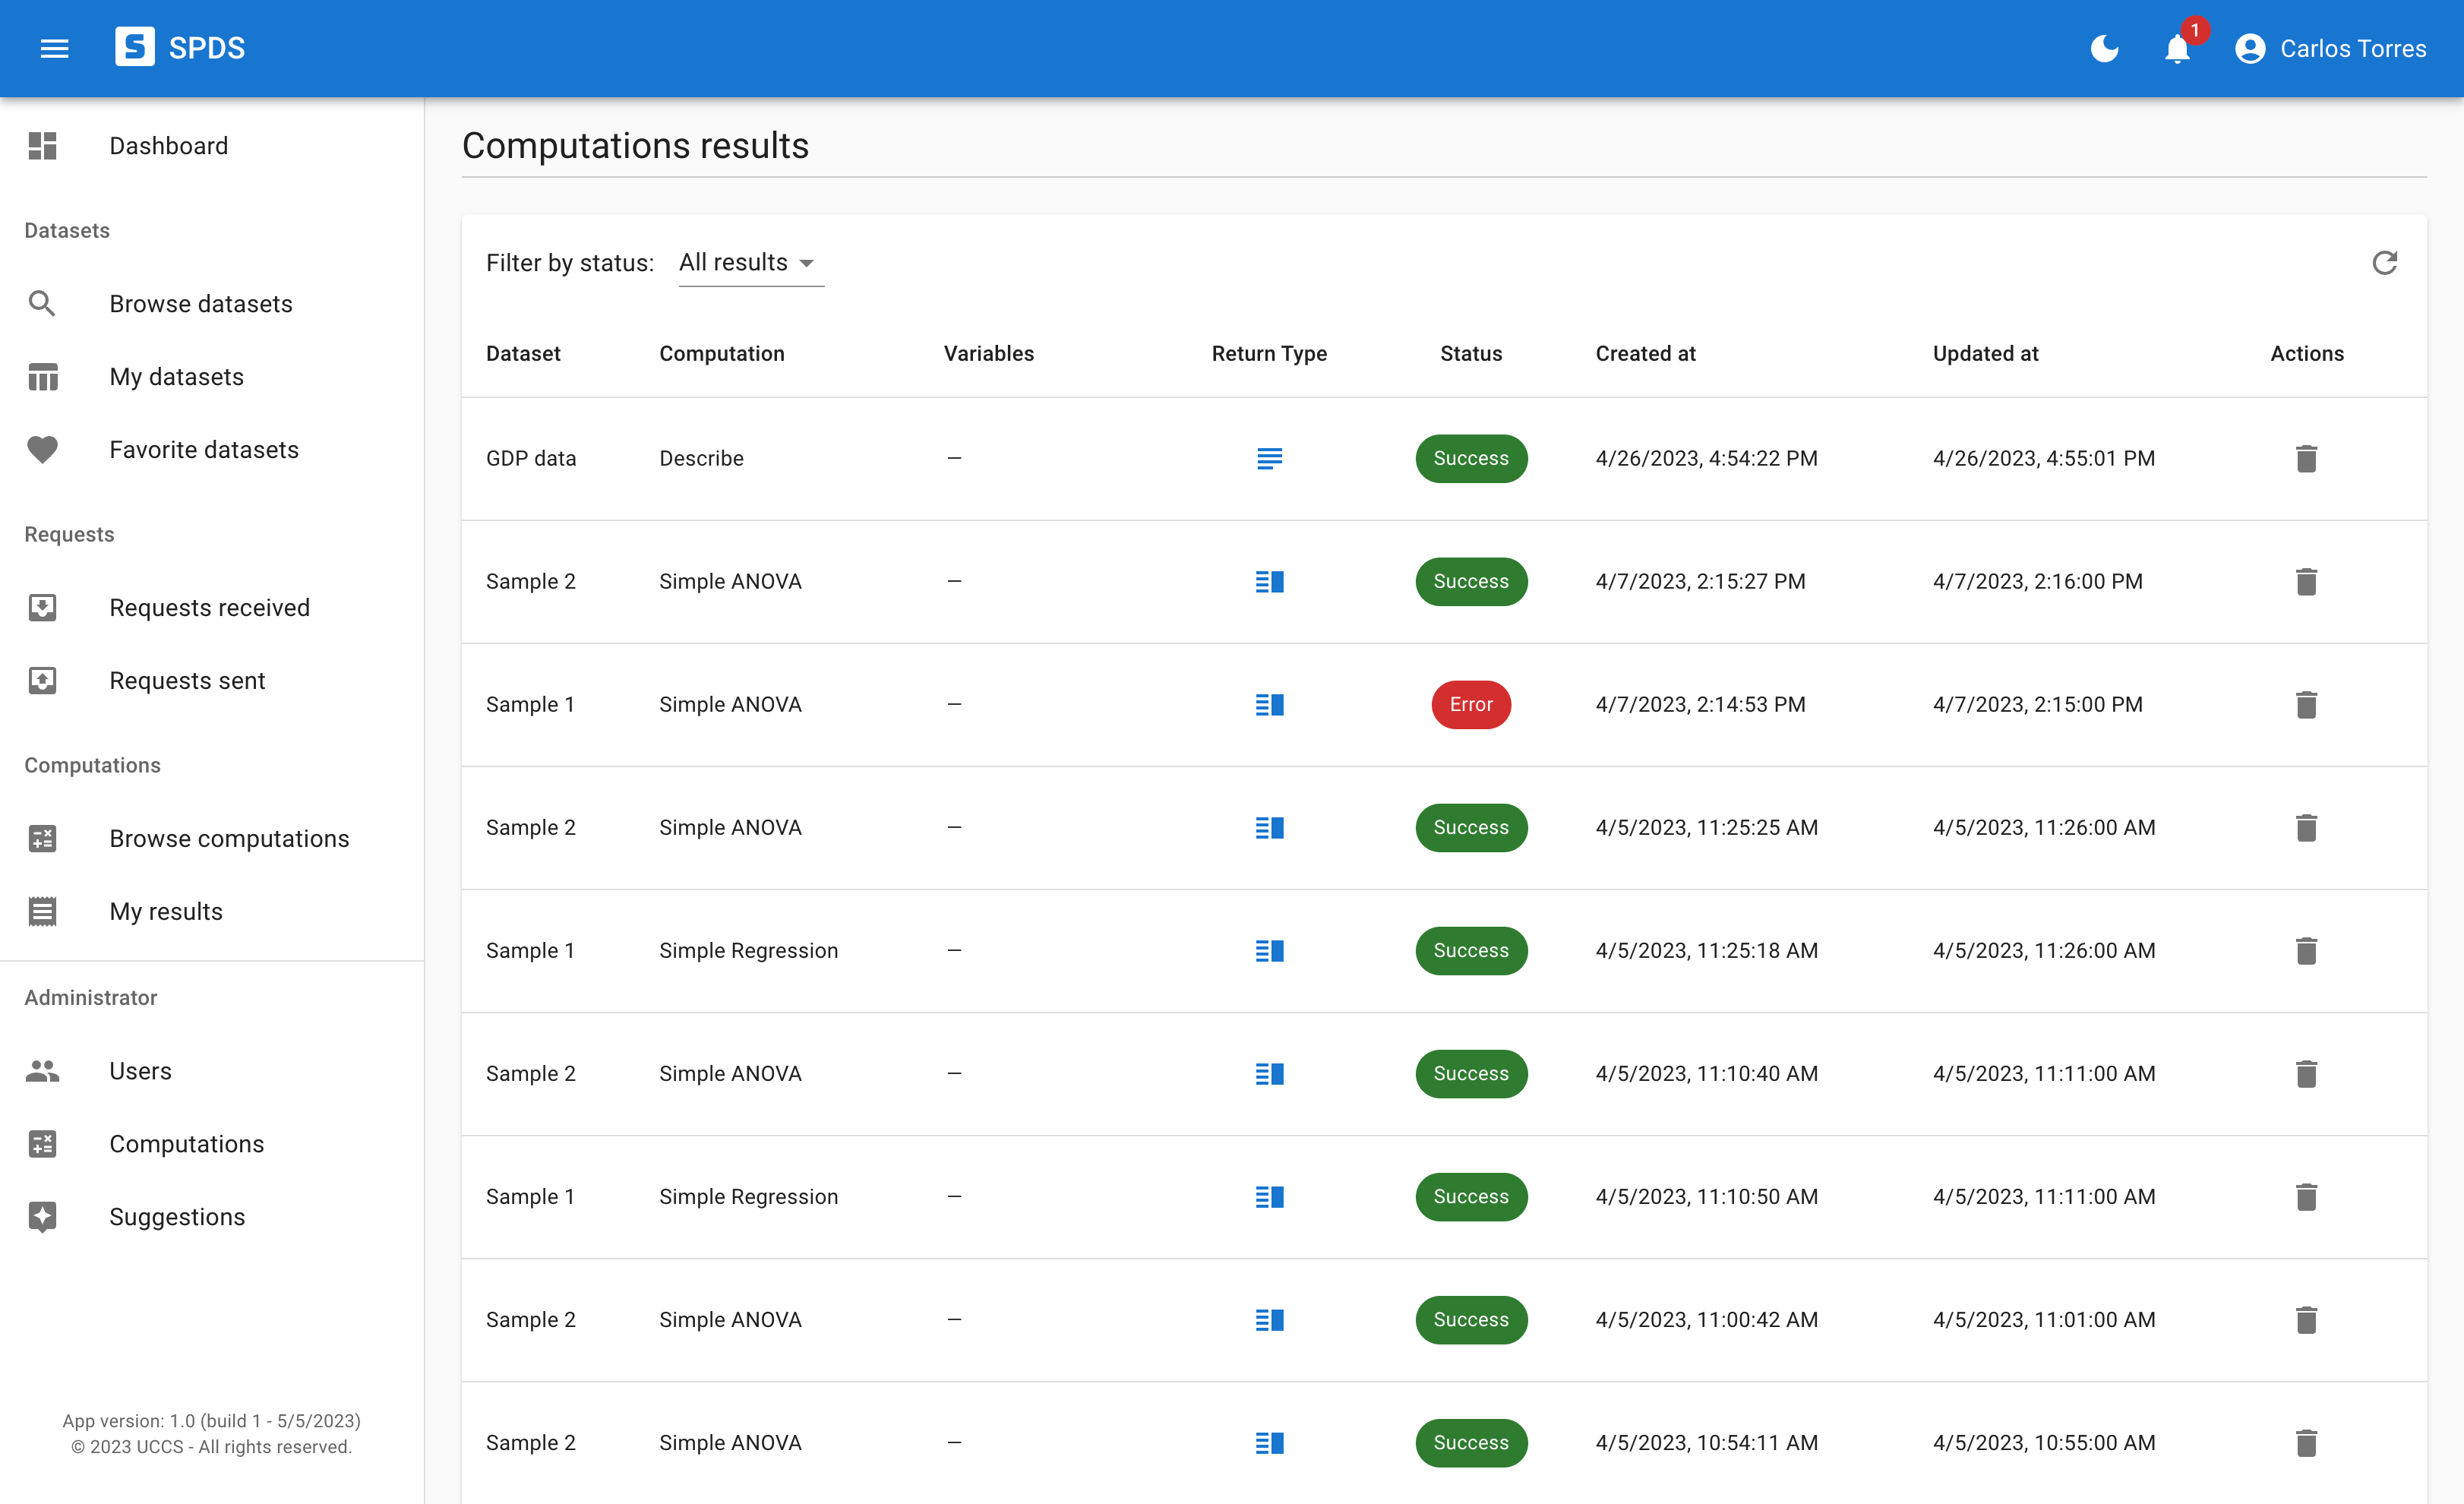 SPDS
1
Carlos Torres
Dashboard
Datasets
Browse datasets
My datasets
Favorite datasets
Requests
Requests received
Requests sent
Computations
Browse computations
My results
Administrator
Users
Computations
Suggestions
App version: 1.0 (build 1 - 5/5/2023)
© 2023 UCCS - All rights reserved.
Computations results
Filter by status: All results
Dataset Computation Variables Return Type Status Created at Updated at Actions
GDP data Describe — Success 4/26/2023, 4:54:22 PM 4/26/2023, 4:55:01 PM
Sample 2 Simple ANOVA — Success 4/7/2023, 2:15:27 PM 4/7/2023, 2:16:00 PM
Sample 1 Simple ANOVA — Error 4/7/2023, 2:14:53 PM 4/7/2023, 2:15:00 PM
Sample 2 Simple ANOVA — Success 4/5/2023, 11:25:25 AM 4/5/2023, 11:26:00 AM
Sample 1 Simple Regression — Success 4/5/2023, 11:25:18 AM 4/5/2023, 11:26:00 AM
Sample 2 Simple ANOVA — Success 4/5/2023, 11:10:40 AM 4/5/2023, 11:11:00 AM
Sample 1 Simple Regression — Success 4/5/2023, 11:10:50 AM 4/5/2023, 11:11:00 AM
Sample 2 Simple ANOVA — Success 4/5/2023, 11:00:42 AM 4/5/2023, 11:01:00 AM
Sample 2 Simple ANOVA — Success 4/5/2023, 10:54:11 AM 4/5/2023, 10:55:00 AM